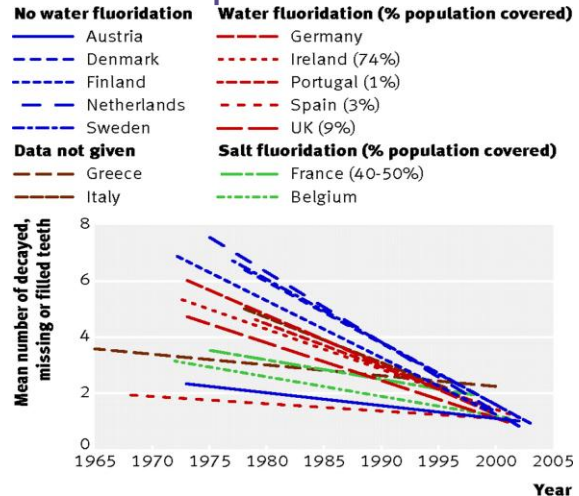 No water fluoridation
Austria
Denmark
Finland
Netherlands
Sweden
Water fluoridation (% population covered)
Germany
Ireland (74%)
Portugal (1%)
Spain (3%)
UK (9%)
Data not given
Greece
Italy
Salt fluoridation (% population covered)
France (40-50%)
Belgium
Mean number of decayed,
missing or filled teeth
8
6
4
2
0
1965 1970 1975 1980 1985 1990 1995 2000 2005
Year